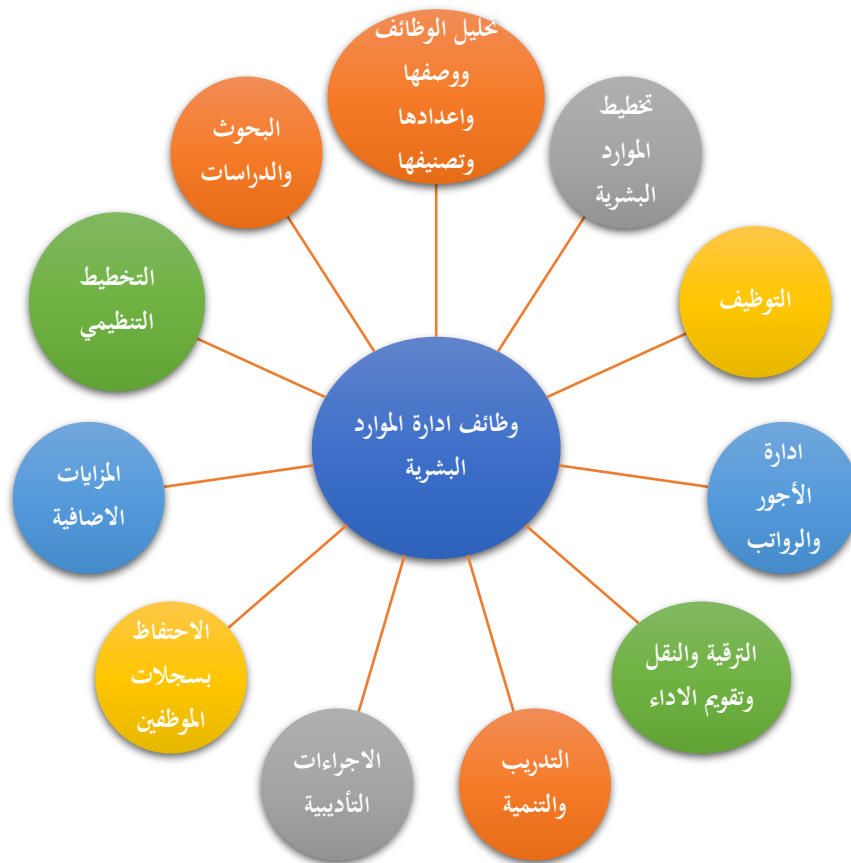 تحليل الوظائف
ووصفها
واعدادها
وتصنيفها
تخطيط
الموارد
البشرية
التوظيف
ادارة
الأجور
والرواتب
الترقية والنقل
وتقويم الاداء
التدريب
والتنمية
الاجراءات
التأديبية
الاحتفاظ
بسجلات
الموظفين
المزايات
الاضافية
التخطيط
التنظيمي
البحوث
والدراسات
وظائف ادارة الموارد
البشرية